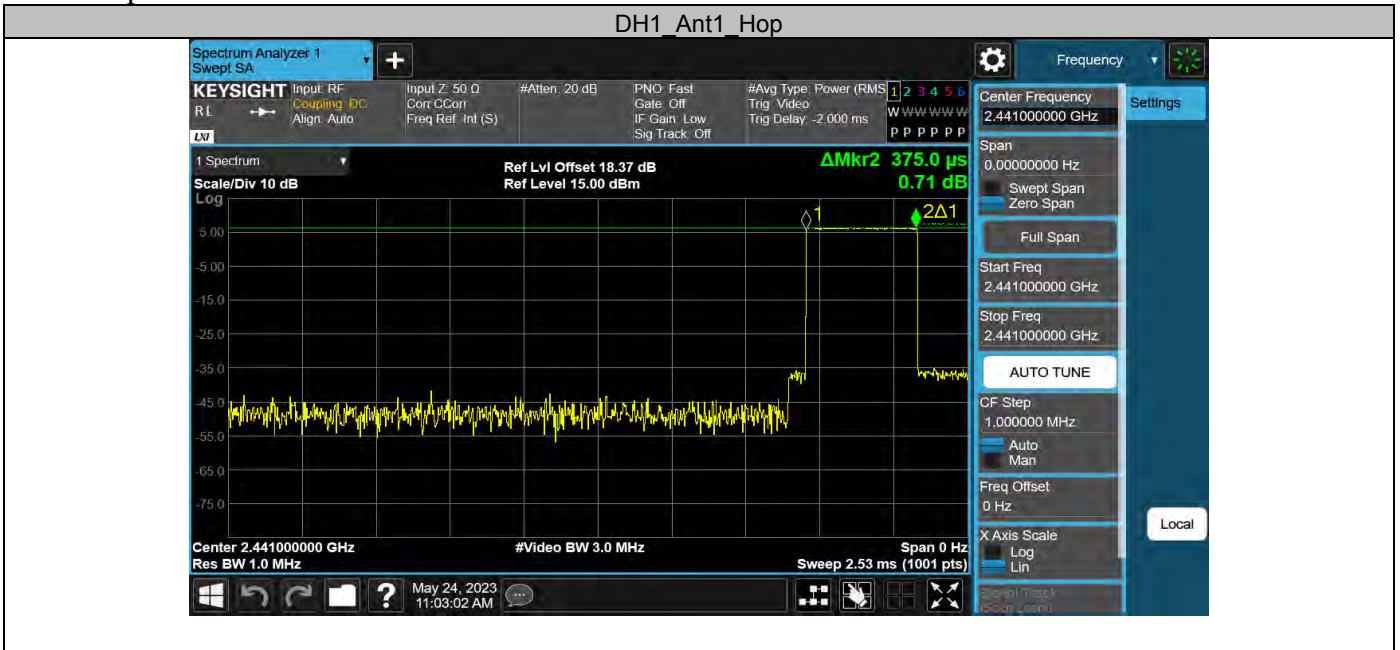 DH1_Ant1_Hop
Spectrum Analyzer 1
Swept SA
Frequency
KEYSIGHT
RL
LXI
Input: RF
Coupling: DC
Align: Auto
Input Z: 50 Ω
Corr CCorr
Freq Ref: Int (S)
#Atten: 20 dB
PNO: Fast
Gate: Off
IF Gain: Low
Sig Track: Off
#Avg Type: Power (RMS
Trig: Video
Trig Delay: -2.000 ms
1 2 3 4 5 6
W W W W W W
P P P P P P
1 Spectrum
Scale/Div 10 dB
Ref Lvl Offset 18.37 dB
Ref Level 15.00 dBm
ΔMkr2 375.0 µs
0.71 dB
Log
1
2Δ1
5.00
-5.00
-15.0
-25.0
-35.0
-45.0
-55.0
-65.0
-75.0
Center 2.441000000 GHz
Res BW 1.0 MHz
#Video BW 3.0 MHz
Span 0 Hz
Sweep 2.53 ms (1001 pts)
Center Frequency
2.441000000 GHz
Settings
Span
0.00000000 Hz
Swept Span
Zero Span
Full Span
Start Freq
2.441000000 GHz
Stop Freq
2.441000000 GHz
AUTO TUNE
CF Step
1.000000 MHz
Auto
Man
Freq Offset
0 Hz
X Axis Scale
Log
Lin
Local
Signal Track
(Span Zoom)
?
May 24, 2023
11:03:02 AM